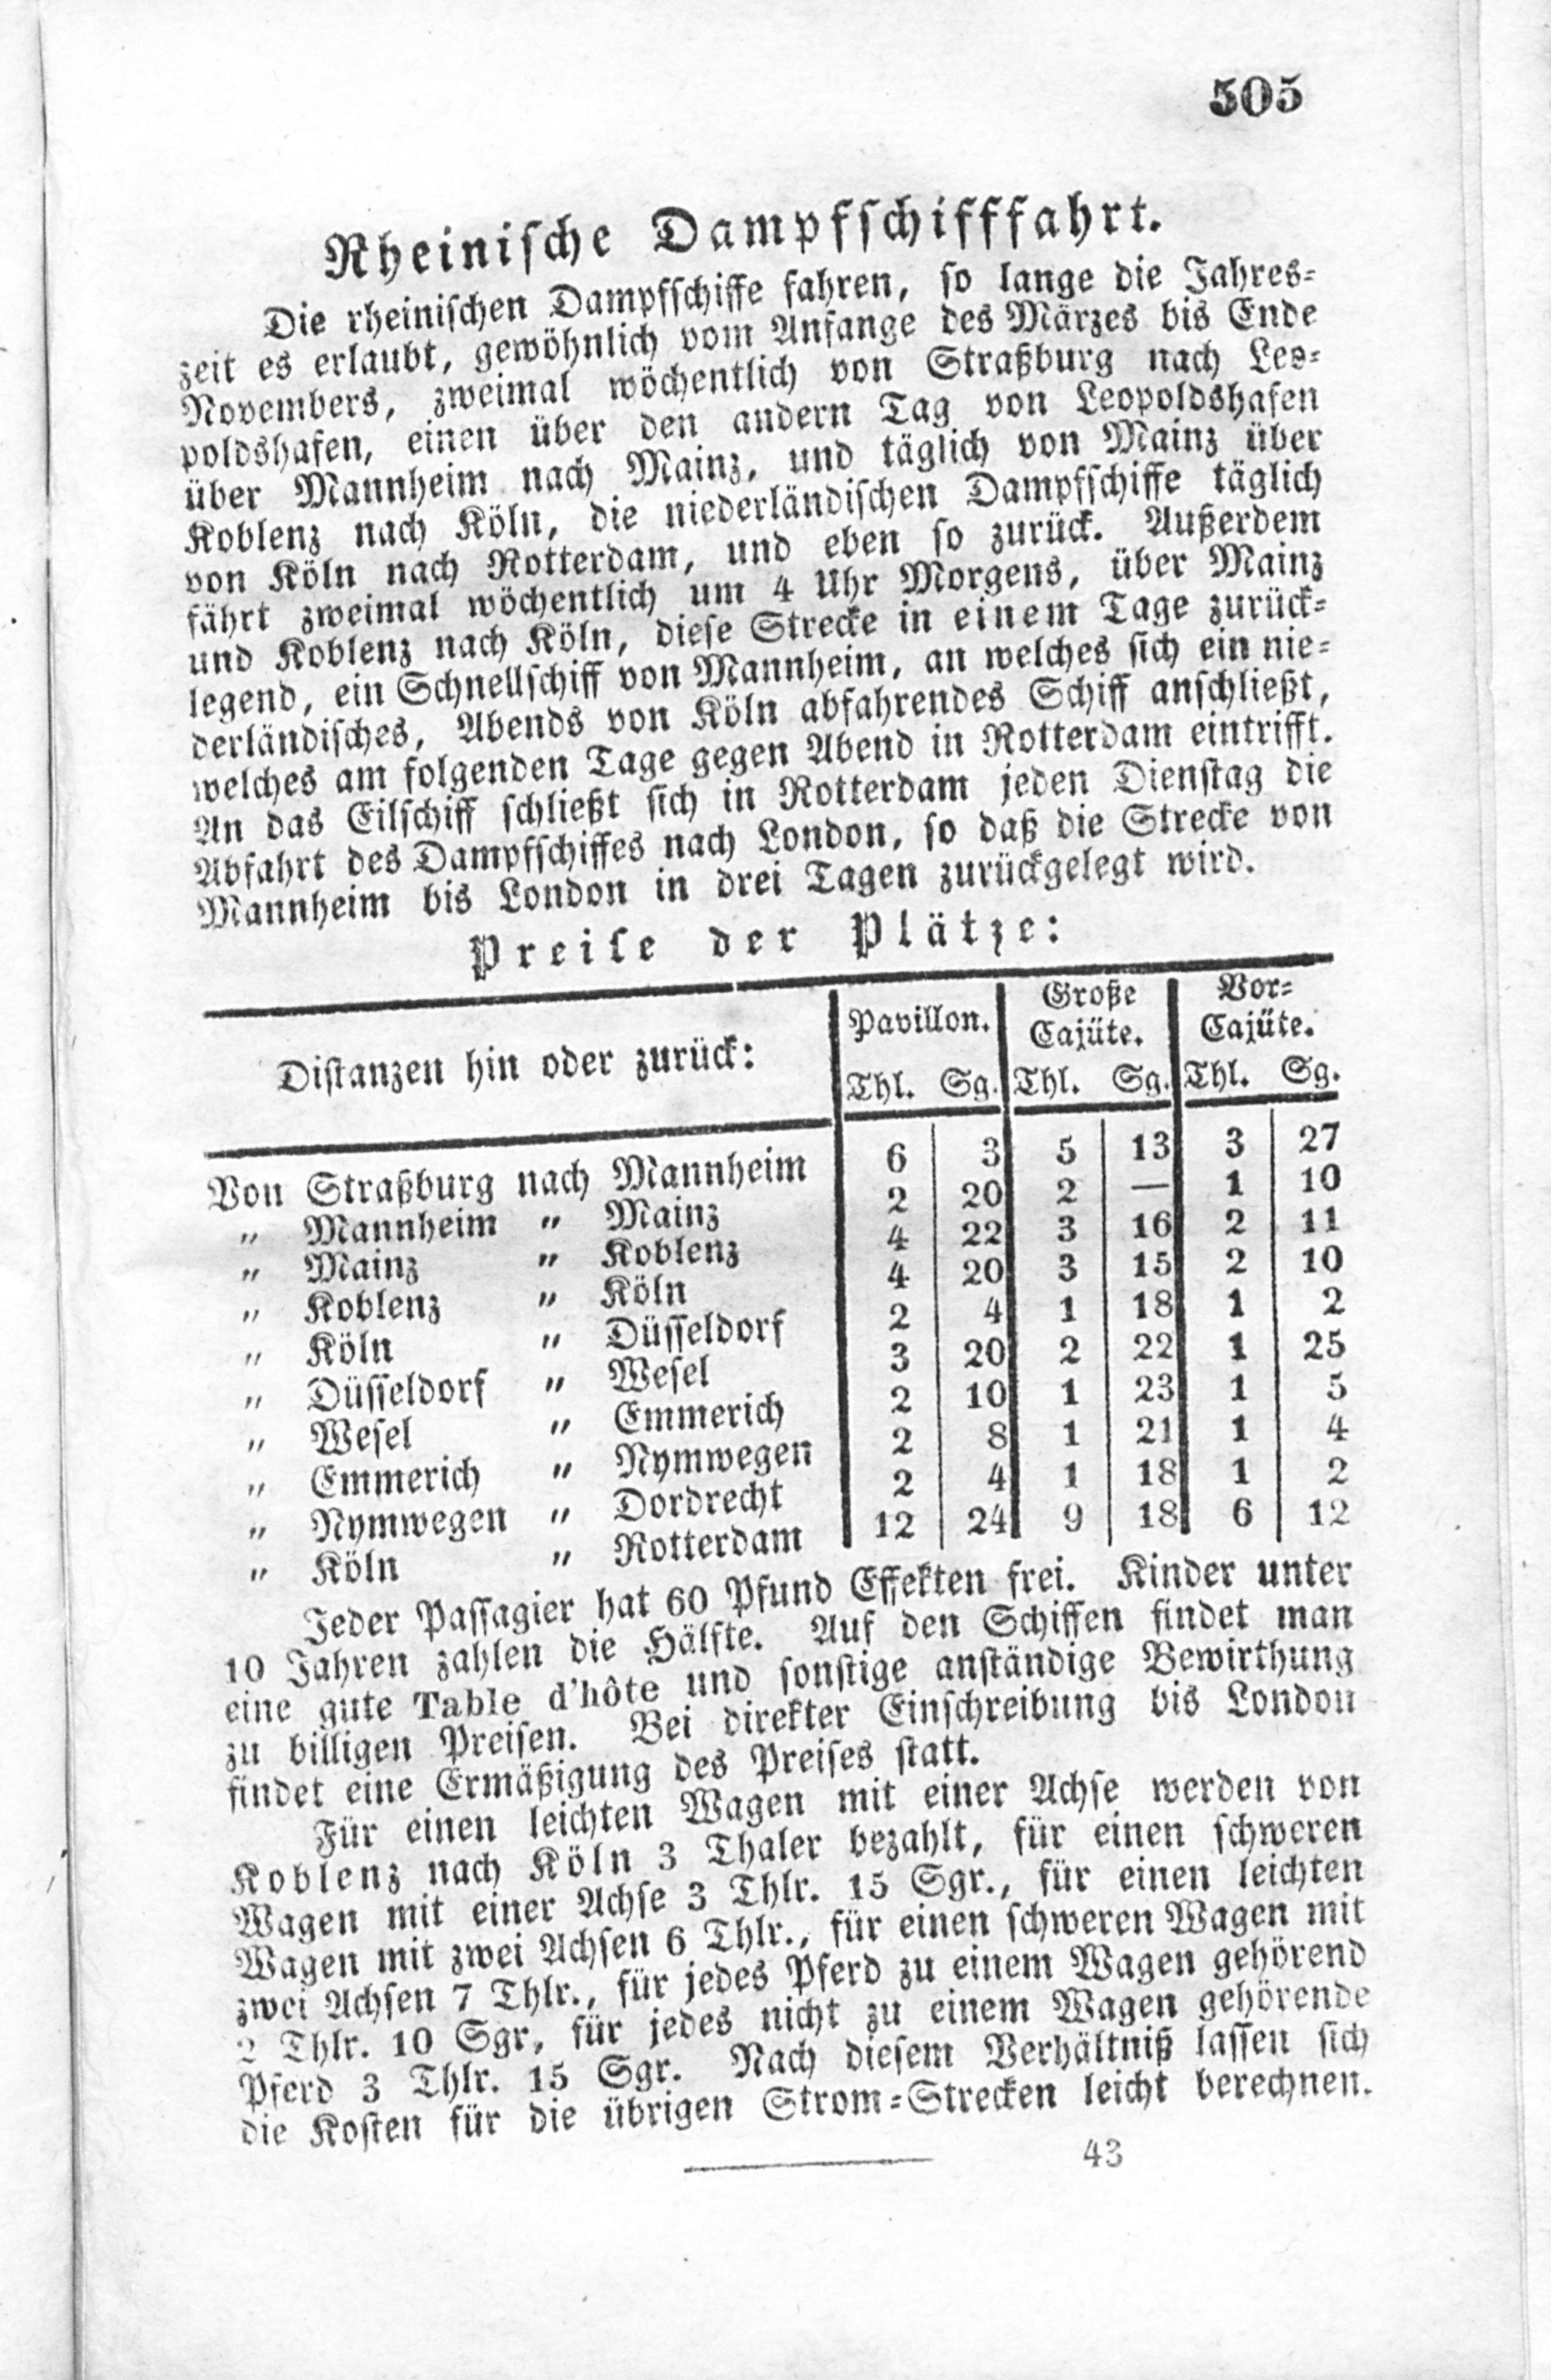 505
Rheinische Dampfschifffahrt.
Die rheinischen Dampfschiffe fahren, so lange die Jahres-
zeit es erlaubt, gewöhnlich vom Anfange des Märzes bis Ende
Novembers, zweimal wöchentlich von Straßburg nach Leo-
poldshafen, einen über den andern Tag von Leopoldshafen
über Mannheim nach Mainz, und täglich von Mainz über
Koblenz nach Köln, die niederländischen Dampfschiffe täglich
von Köln nach Rotterdam, und eben so zurück. Außerdem
fährt zweimal wöchentlich um 4 Uhr Morgens, über Mainz
und Koblenz nach Köln, diese Strecke in einem Tage zurück-
legend, ein Schnellschiff von Mannheim, an welches sich ein nie-
derländisches, Abends von Köln abfahrendes Schiff anschließt,
welches am folgenden Tage gegen Abend in Rotterdam eintrifft.
An das Eilschiff schließt sich in Rotterdam jeden Dienstag die
Abfahrt des Dampfschiffes nach London, so daß die Strecke von
Mannheim bis London in drei Tagen zurückgelegt wird.
Preise der Plätze:
Distanzen hin oder zurück: Pavillon. Große Cajüte. Vor-Cajüte.
Thl. Sg. Thl. Sg. Thl. Sg.
Von Straßburg nach Mannheim 6 3 5 13 3 27
„ Mannheim „ Mainz 2 20 2 — 1 10
„ Mainz „ Koblenz 4 22 3 16 2 11
„ Koblenz „ Köln 4 20 3 15 2 10
„ Köln „ Düsseldorf 2 4 1 18 1 2
„ Düsseldorf „ Wesel 3 20 2 22 1 25
„ Wesel „ Emmerich 2 10 1 23 1 5
„ Emmerich „ Nymwegen 2 8 1 21 1 4
„ Nymwegen „ Dordrecht 2 4 1 18 1 2
„ Köln „ Rotterdam 12 24 9 18 6 12
Jeder Passagier hat 60 Pfund Effekten frei. Kinder unter
10 Jahren zahlen die Hälfte. Auf den Schiffen findet man
eine gute Table d'hôte und sonstige anständige Bewirthung
zu billigen Preisen. Bei direkter Einschreibung bis London
findet eine Ermäßigung des Preises statt.
Für einen leichten Wagen mit einer Achse werden von
Koblenz nach Köln 3 Thaler bezahlt, für einen schweren
Wagen mit einer Achse 3 Thlr. 15 Sgr., für einen leichten
Wagen mit zwei Achsen 6 Thlr., für einen schweren Wagen mit
zwei Achsen 7 Thlr., für jedes Pferd zu einem Wagen gehörend
2 Thlr. 10 Sgr, für jedes nicht zu einem Wagen gehörende
Pferd 3 Thlr. 15 Sgr. Nach diesem Verhältniß lassen sich
die Kosten für die übrigen Strom-Strecken leicht berechnen.
43